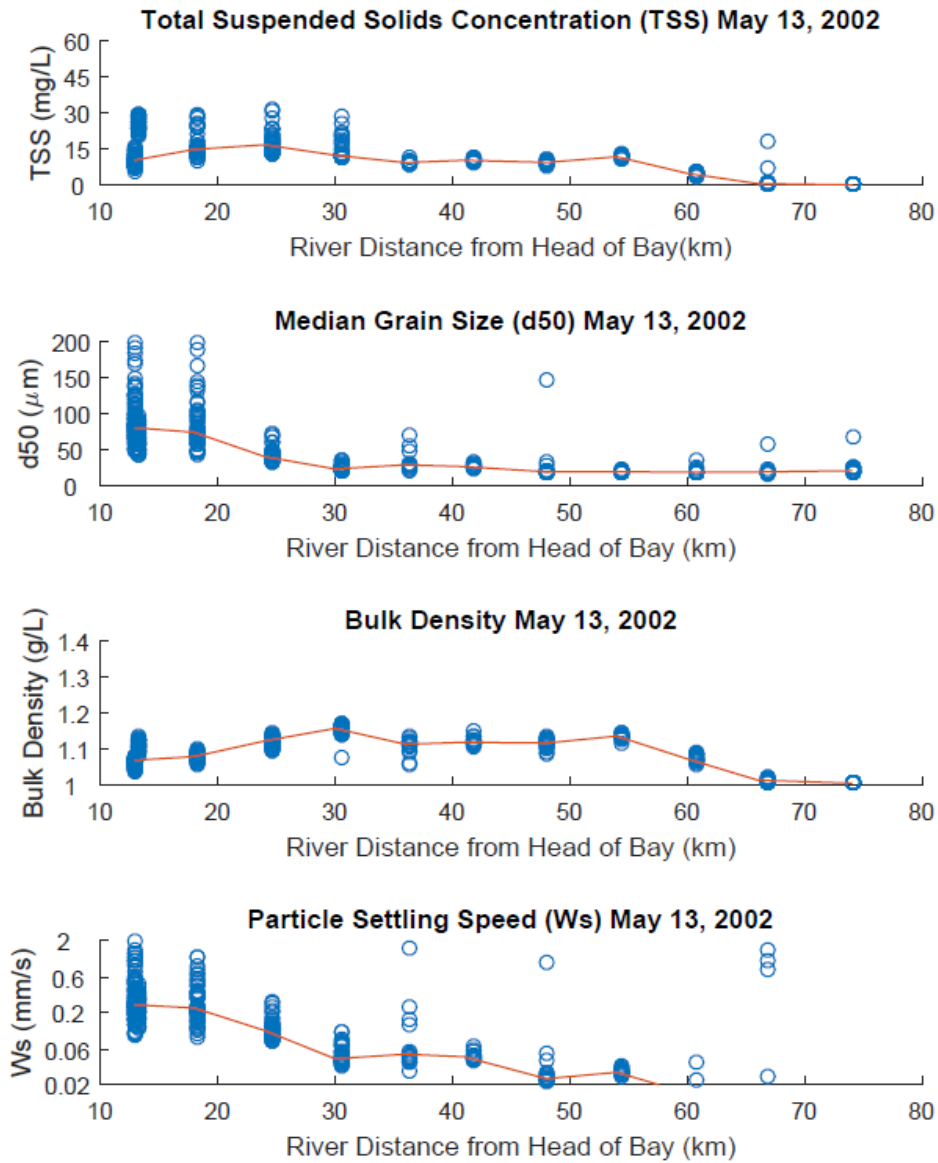 Total Suspended Solids Concentration (TSS) May 13, 2002
TSS (mg/L)
60
45
30
15
0
10 20 30 40 50 60 70 80
River Distance from Head of Bay(km)
Median Grain Size (d50) May 13, 2002
d50 (μm)
200
150
100
50
0
10 20 30 40 50 60 70 80
River Distance from Head of Bay (km)
Bulk Density May 13, 2002
Bulk Density (g/L)
1.4
1.3
1.2
1.1
1
10 20 30 40 50 60 70 80
River Distance from Head of Bay (km)
Particle Settling Speed (Ws) May 13, 2002
Ws (mm/s)
2
0.6
0.2
0.06
0.02
10 20 30 40 50 60 70 80
River Distance from Head of Bay (km)